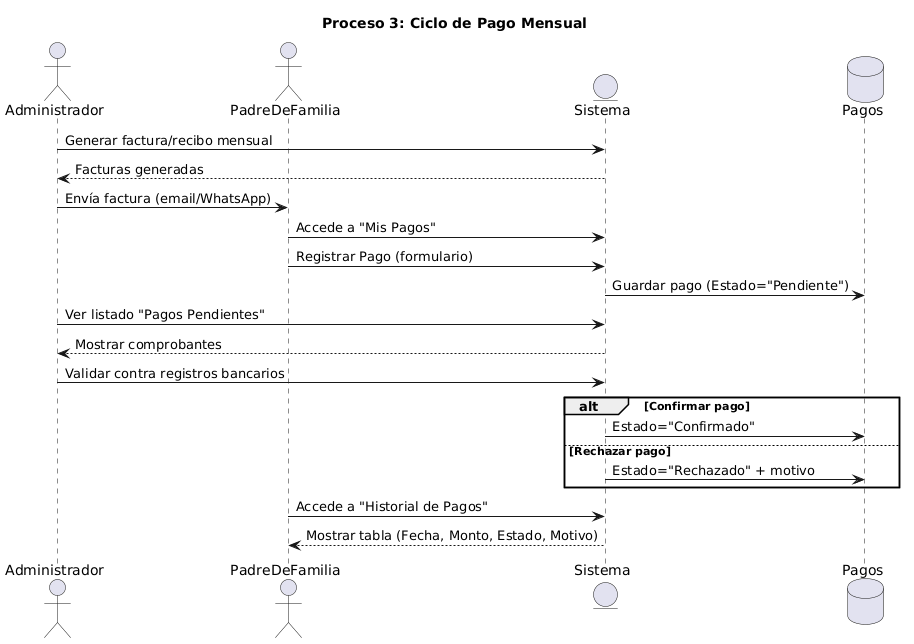 Proceso 3: Ciclo de Pago Mensual
Administrador
PadreDeFamilia
Sistema
Pagos
Generar factura/recibo mensual
Facturas generadas
Envía factura (email/WhatsApp)
Accede a "Mis Pagos"
Registrar Pago (formulario)
Guardar pago (Estado="Pendiente")
Ver listado "Pagos Pendientes"
Mostrar comprobantes
Validar contra registros bancarios
alt [Confirmar pago]
Estado="Confirmado"
[Rechazar pago]
Estado="Rechazado" + motivo
Accede a "Historial de Pagos"
Mostrar tabla (Fecha, Monto, Estado, Motivo)
Administrador
PadreDeFamilia
Sistema
Pagos